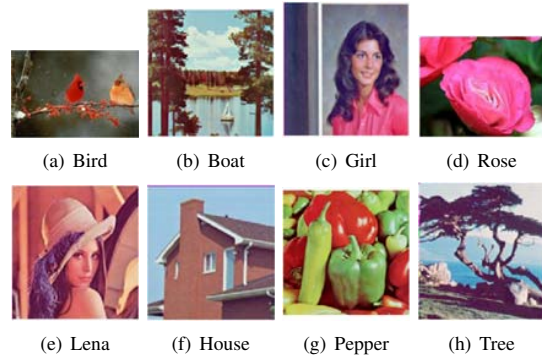 (a) Bird (b) Boat (c) Girl (d) Rose
(e) Lena (f) House (g) Pepper (h) Tree